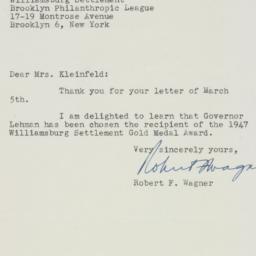 Williamsburg Settlement
Brooklyn Philanthropic League
17-19 Montrose Avenue
Brooklyn 6, New York
Dear Mrs. Kleinfeld:
Thank you for your letter of March
5th.
I am delighted to learn that Governor
Lehman has been chosen the recipient of the 1947
Williamsburg Settlement Gold Medal Award.
Very sincerely yours,
Robert F Wagn
Robert F. Wagner